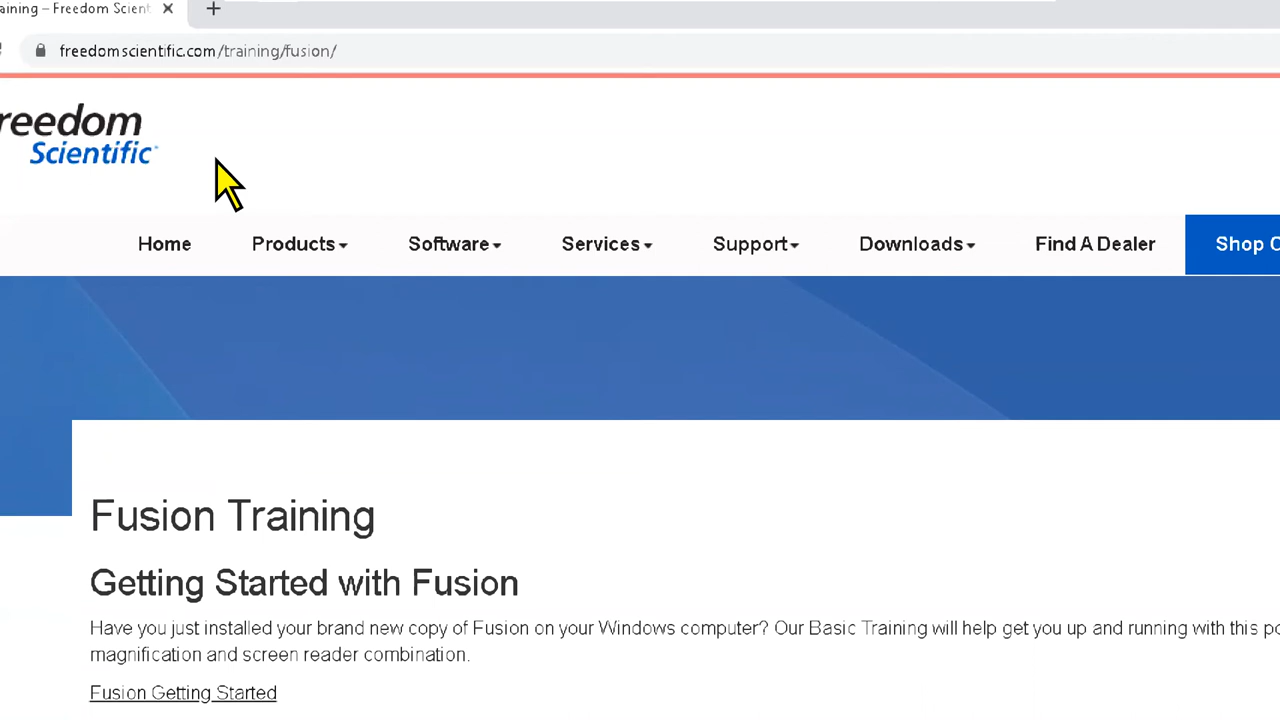 aining – Freedom Scient
freedomscientific.com/training/fusion/
reedom
Scientific
Home Products Software Services Support Downloads Find A Dealer Shop
Fusion Training
Getting Started with Fusion
Have you just installed your brand new copy of Fusion on your Windows computer? Our Basic Training will help get you up and running with this po
magnification and screen reader combination.
Fusion Getting Started